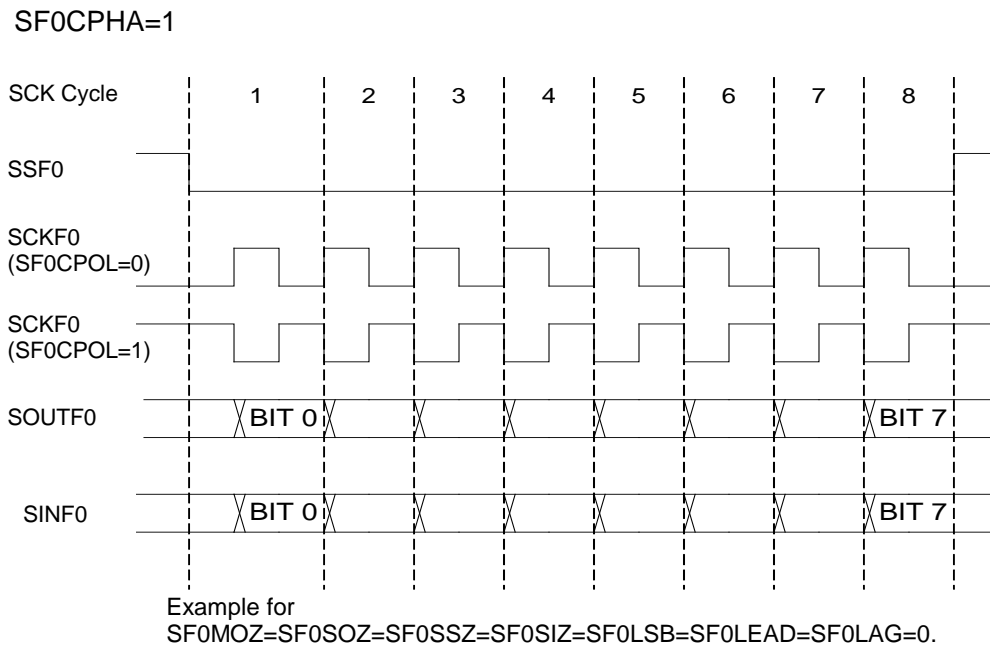 SF0CPHA=1
SCK Cycle 1 2 3 4 5 6 7 8
SSF0
SCKF0
(SF0CPOL=0)
SCKF0
(SF0CPOL=1)
SOUTF0 BIT 0 BIT 7
SINF0 BIT 0 BIT 7
Example for
SF0MOZ=SF0SOZ=SF0SSZ=SF0SIZ=SF0LSB=SF0LEAD=SF0LAG=0.